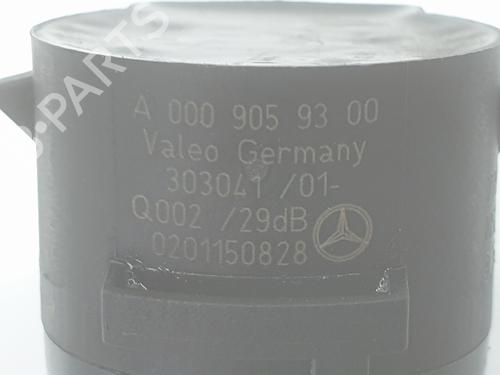 A 000 905 93 00
Valeo Germany
303041 /01-
Q002 /29dB
0201150828